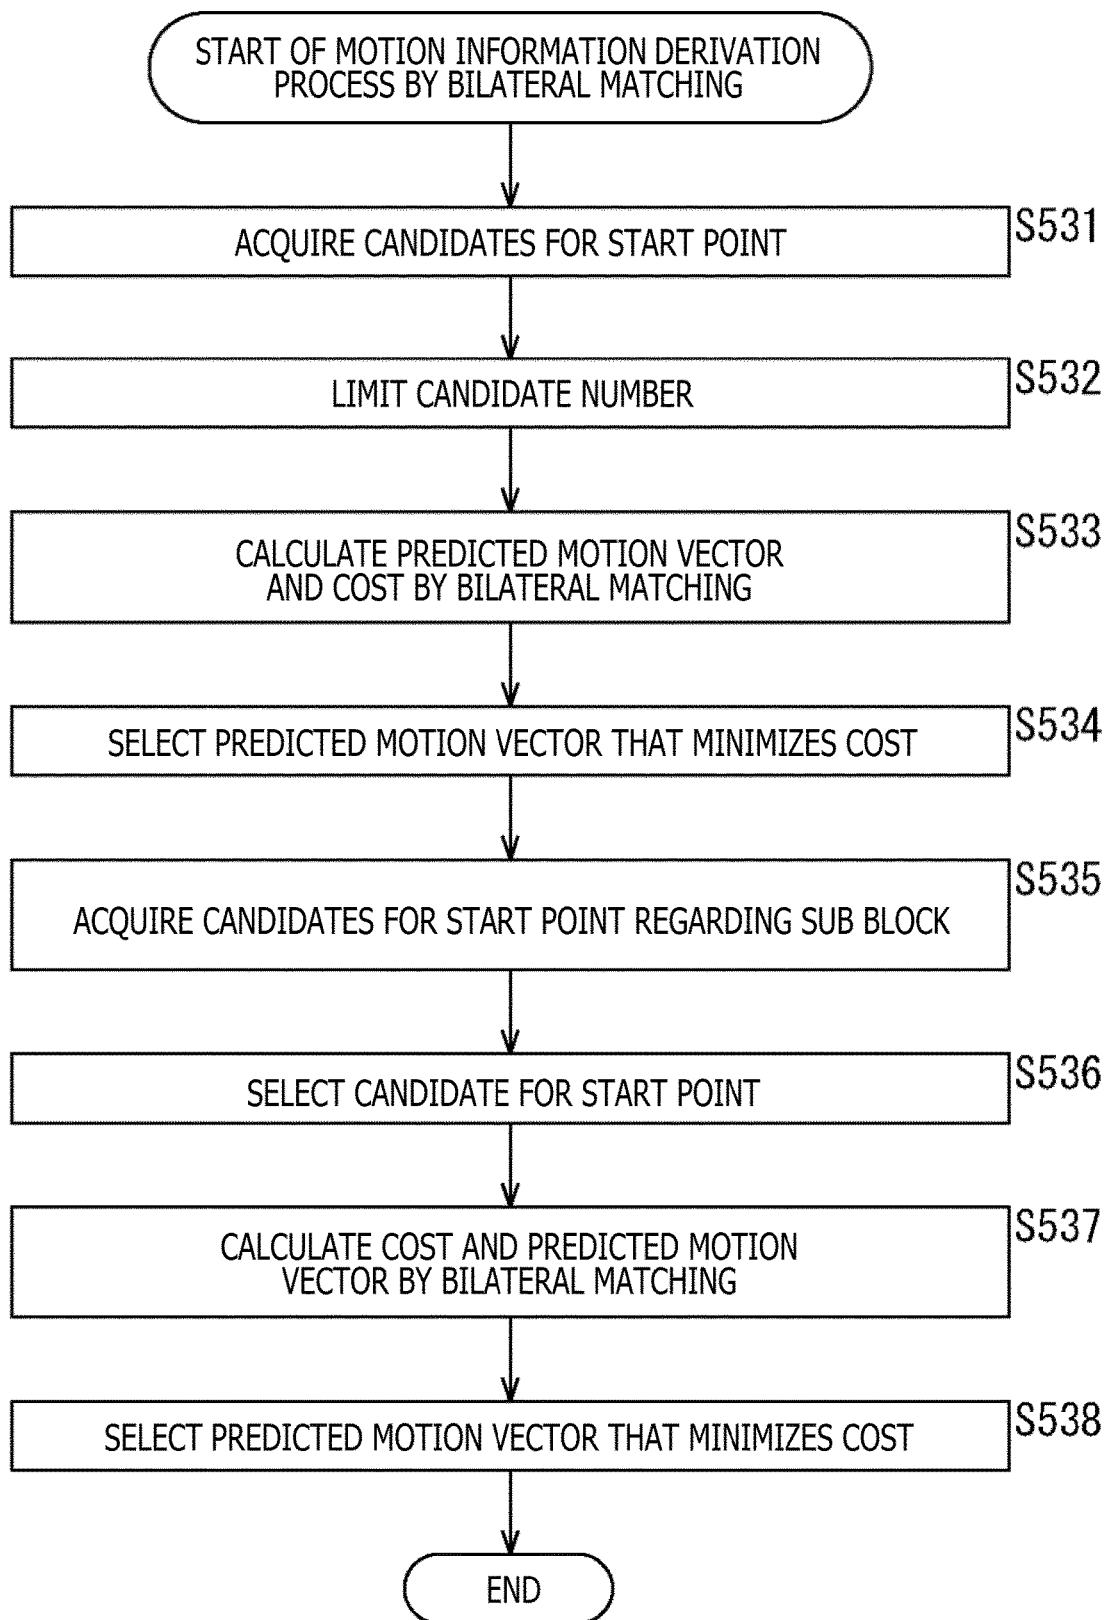 START OF MOTION INFORMATION DERIVATION
PROCESS BY BILATERAL MATCHING
S531
ACQUIRE CANDIDATES FOR START POINT
S532
LIMIT CANDIDATE NUMBER
S533
CALCULATE PREDICTED MOTION VECTOR
AND COST BY BILATERAL MATCHING
S534
SELECT PREDICTED MOTION VECTOR THAT MINIMIZES COST
S535
ACQUIRE CANDIDATES FOR START POINT REGARDING SUB BLOCK
S536
SELECT CANDIDATE FOR START POINT
S537
CALCULATE COST AND PREDICTED MOTION
VECTOR BY BILATERAL MATCHING
S538
SELECT PREDICTED MOTION VECTOR THAT MINIMIZES COST
END